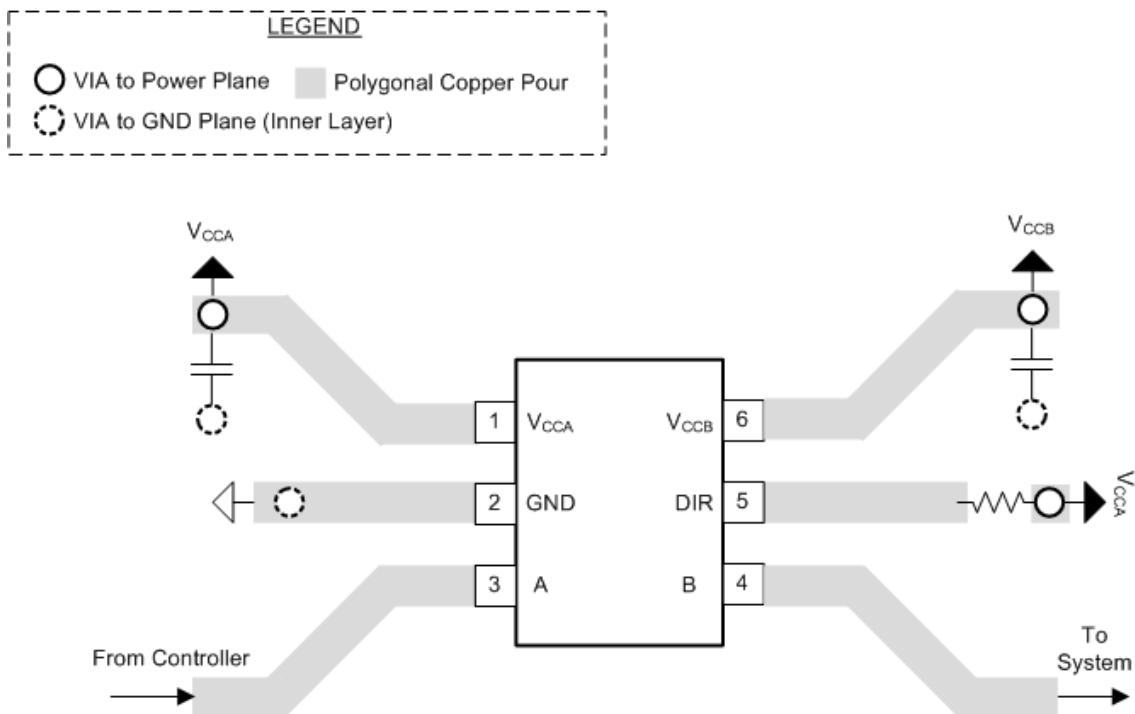 LEGEND
VIA to Power Plane
Polygonal Copper Pour
VIA to GND Plane (Inner Layer)
VCCA
VCCB
1
VCCA
VCCB
6
2
GND
DIR
5
VCCA
3
A
B
4
From Controller
To
System